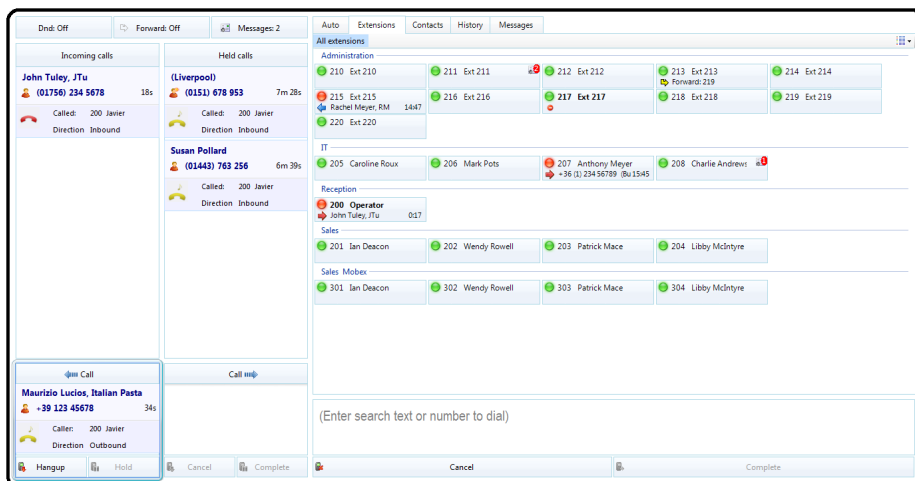 Dnd: Off
Forward: Off
Messages: 2
Incoming calls
John Tuley, JTu
(01756) 234 5678 18s
Called: 200 Javier
Direction Inbound
Held calls
(Liverpool)
(0151) 678 953 7m 28s
Called: 200 Javier
Direction Inbound
Susan Pollard
(01443) 763 256 6m 39s
Called: 200 Javier
Direction Inbound
Call
Maurizio Lucios, Italian Pasta
+39 123 45678 34s
Caller: 200 Javier
Direction Outbound
Hangup Hold
Call
Cancel Complete
Auto Extensions Contacts History Messages
All extensions
Administration
210 Ext 210
211 Ext 211 2
212 Ext 212
213 Ext 213
Forward: 219
214 Ext 214
215 Ext 215
Rachel Meyer, RM 14:47
216 Ext 216
217 Ext 217
218 Ext 218
219 Ext 219
220 Ext 220
IT
205 Caroline Roux
206 Mark Pots
207 Anthony Meyer
+36 (1) 234 56789 (Bu 15:45
208 Charlie Andrews 1
Reception
200 Operator
John Tuley, JTu 0:17
Sales
201 Ian Deacon
202 Wendy Rowell
203 Patrick Mace
204 Libby McIntyre
Sales Mobex
301 Ian Deacon
302 Wendy Rowell
303 Patrick Mace
304 Libby McIntyre
(Enter search text or number to dial)
Cancel Complete